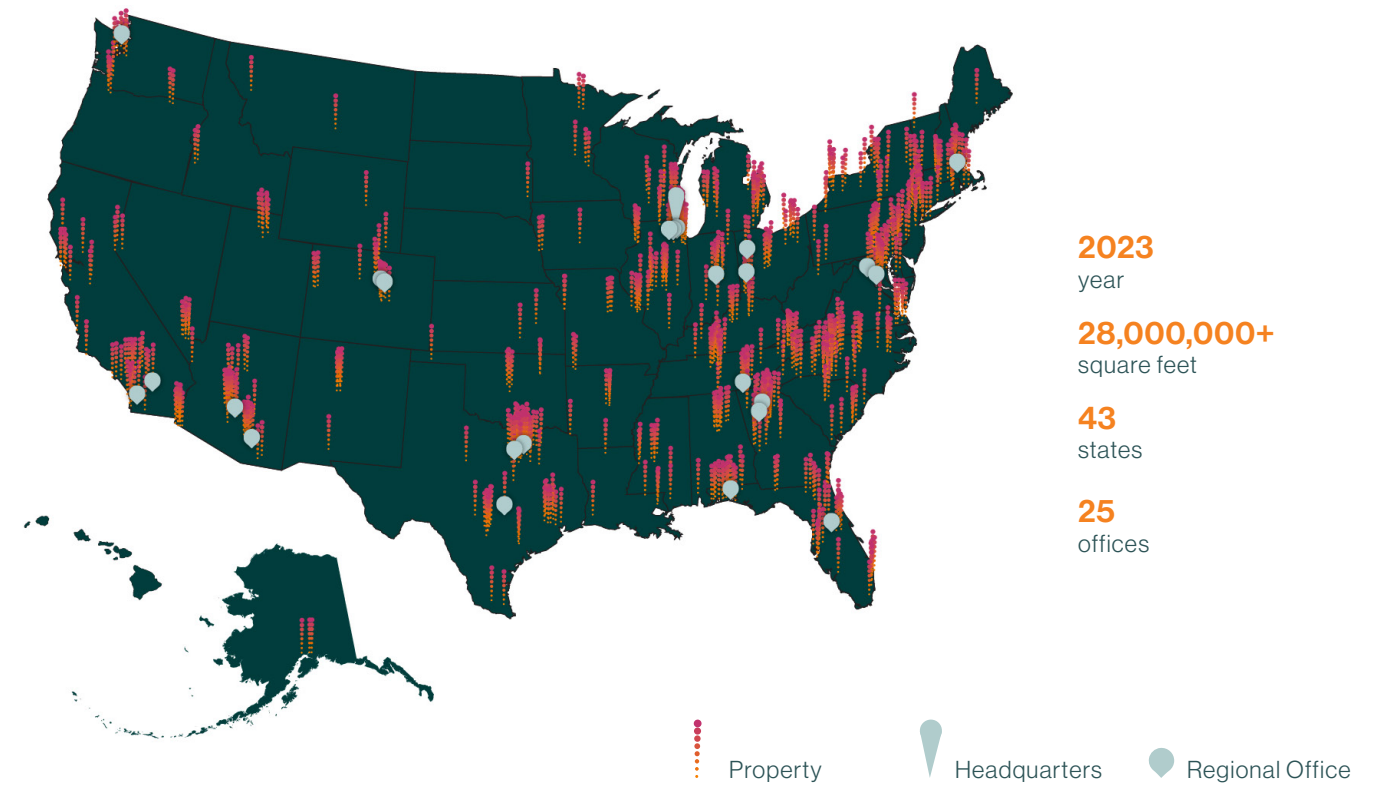 2023
year
28,000,000+
square feet
43
states
25
offices
Property
Headquarters
Regional Office